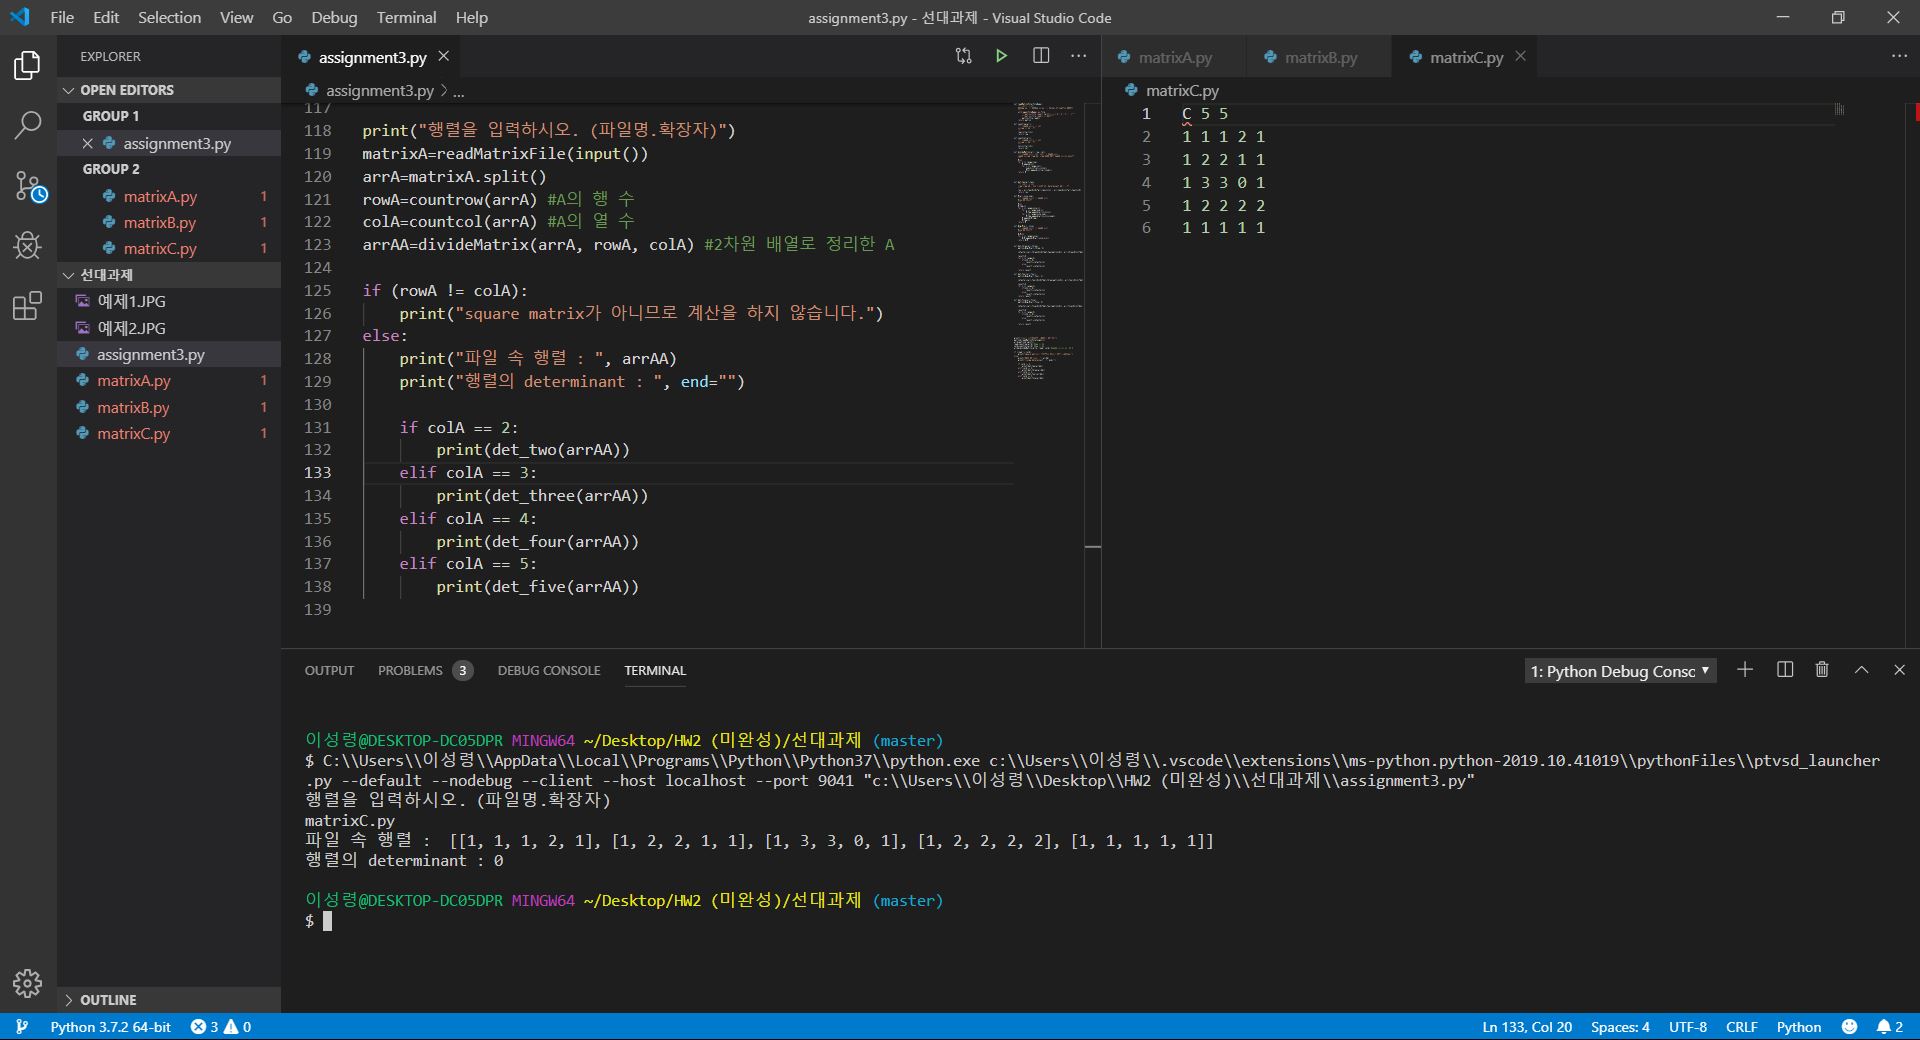 File Edit Selection View Go Debug Terminal Help
assignment3.py - 선대과제 - Visual Studio Code
EXPLORER
OPEN EDITORS
GROUP 1
assignment3.py
GROUP 2
matrixA.py 1
matrixB.py 1
matrixC.py 1
선대과제
예제1.JPG
예제2.JPG
assignment3.py
matrixA.py 1
matrixB.py 1
matrixC.py 1
OUTLINE
assignment3.py
assignment3.py > ...
117
118 print("행렬을 입력하시오. (파일명.확장자)")
119 matrixA=readMatrixFile(input())
120 arrA=matrixA.split()
121 rowA=countrow(arrA) #A의 행 수
122 colA=countcol(arrA) #A의 열 수
123 arrAA=divideMatrix(arrA, rowA, colA) #2차원 배열로 정리한 A
124
125 if (rowA != colA):
126 print("square matrix가 아니므로 계산을 하지 않습니다.")
127 else:
128 print("파일 속 행렬 : ", arrAA)
129 print("행렬의 determinant : ", end="")
130
131 if colA == 2:
132 print(det_two(arrAA))
133 elif colA == 3:
134 print(det_three(arrAA))
135 elif colA == 4:
136 print(det_four(arrAA))
137 elif colA == 5:
138 print(det_five(arrAA))
139
matrixA.py matrixB.py matrixC.py
matrixC.py
1 C 5 5
2 1 1 1 2 1
3 1 2 2 1 1
4 1 3 3 0 1
5 1 2 2 2 2
6 1 1 1 1 1
OUTPUT PROBLEMS 3 DEBUG CONSOLE TERMINAL
1: Python Debug Consc
이성령@DESKTOP-DC05DPR MINGW64 ~/Desktop/HW2 (미완성)/선대과제 (master)
$ C:\\Users\\이성령\\AppData\\Local\\Programs\\Python\\Python37\\python.exe c:\\Users\\이성령\\.vscode\\extensions\\ms-python.python-2019.10.41019\\pythonFiles\\ptvsd_launcher
.py --default --nodebug --client --host localhost --port 9041 "c:\\Users\\이성령\\Desktop\\HW2 (미완성)\\선대과제\\assignment3.py"
행렬을 입력하시오. (파일명.확장자)
matrixC.py
파일 속 행렬 :  [[1, 1, 1, 2, 1], [1, 2, 2, 1, 1], [1, 3, 3, 0, 1], [1, 2, 2, 2, 2], [1, 1, 1, 1, 1]]
행렬의 determinant : 0
이성령@DESKTOP-DC05DPR MINGW64 ~/Desktop/HW2 (미완성)/선대과제 (master)
$
Python 3.7.2 64-bit 3 0
Ln 133, Col 20 Spaces: 4 UTF-8 CRLF Python 2